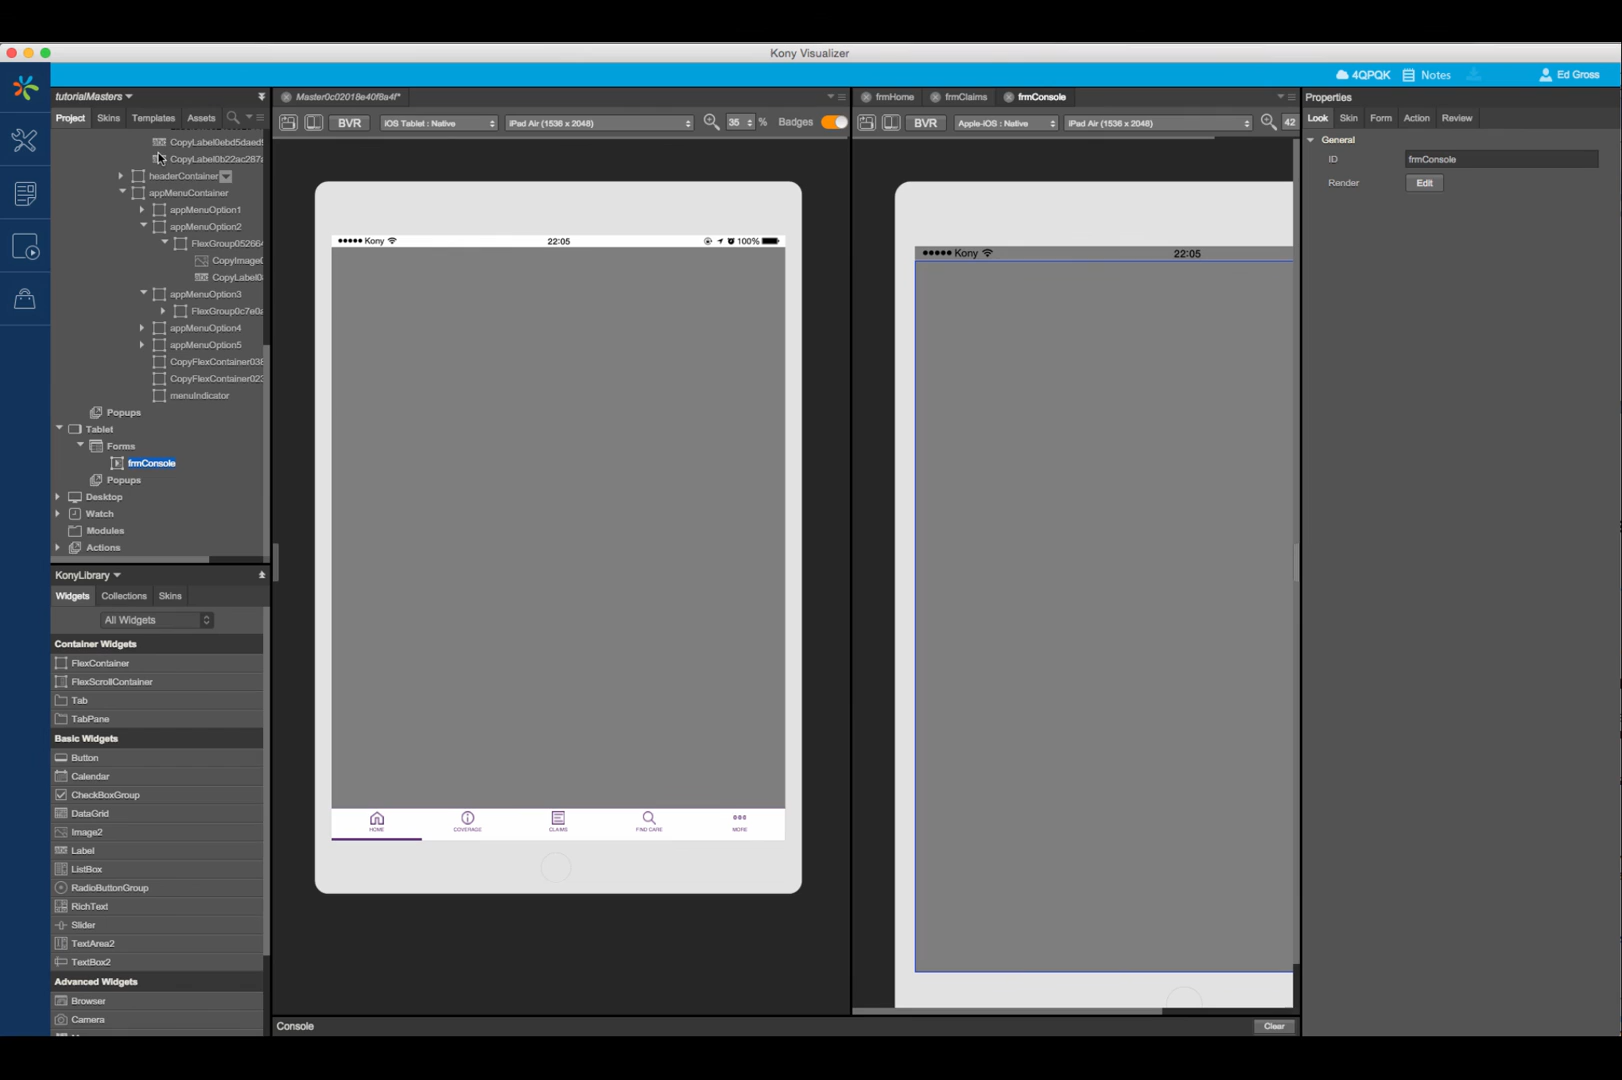 Kony Visualizer
4QPQK Notes Ed Gross
tutorialMasters
Project Skins Templates Assets
CopyLabel0ebd5daed
CopyLabel0b22ac287
headerContainer
appMenuContainer
appMenuOption1
appMenuOption2
FlexGroup05266
CopyImage
CopyLabel0
appMenuOption3
FlexGroup0c7e0a
appMenuOption4
appMenuOption5
CopyFlexContainer038
CopyFlexContainer023
menuIndicator
Popups
Tablet
Forms
frmConsole
Popups
Desktop
Watch
Modules
Actions
KonyLibrary
Widgets Collections Skins
All Widgets
Container Widgets
FlexContainer
FlexScrollContainer
Tab
TabPane
Basic Widgets
Button
Calendar
CheckBoxGroup
DataGrid
Image2
Label
ListBox
RadioButtonGroup
RichText
Slider
TextArea2
TextBox2
Advanced Widgets
Browser
Camera
Master0c02018e40f8a4f*
BVR iOS Tablet : Native iPad Air (1536 x 2048) 35 % Badges
Kony 22:05 100%
HOME COVERAGE CLAIMS FIND CARE MORE
frmHome frmClaims frmConsole
BVR Apple-iOS : Native iPad Air (1536 x 2048) 42
Kony 22:05
Console Clear
Properties
Look Skin Form Action Review
General
ID frmConsole
Render Edit